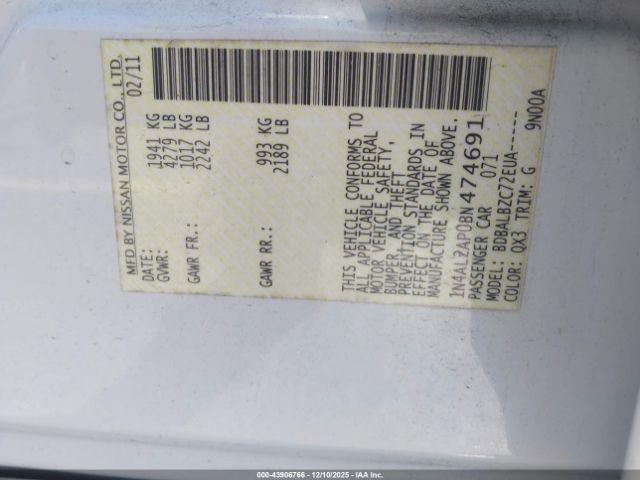 MFD BY NISSAN MOTOR CO., LTD.
DATE: 02/11
GVWR: 1941 KG
4279 LB
GAWR FR.: 1017 KG
2242 LB
GAWR RR.: 993 KG
2189 LB
THIS VEHICLE CONFORMS TO
ALL APPLICABLE FEDERAL
MOTOR VEHICLE SAFETY,
BUMPER, AND THEFT
PREVENTION STANDARDS IN
EFFECT ON THE DATE OF
MANUFACTURE SHOWN ABOVE.
1N4AL2AP0BN474691
PASSENGER CAR 071
MODEL: BDBALBZC72EUA------
COLOR: QX3 TRIM: G 9N00A
000-43906766 - 12/10/2025 - IAA Inc.